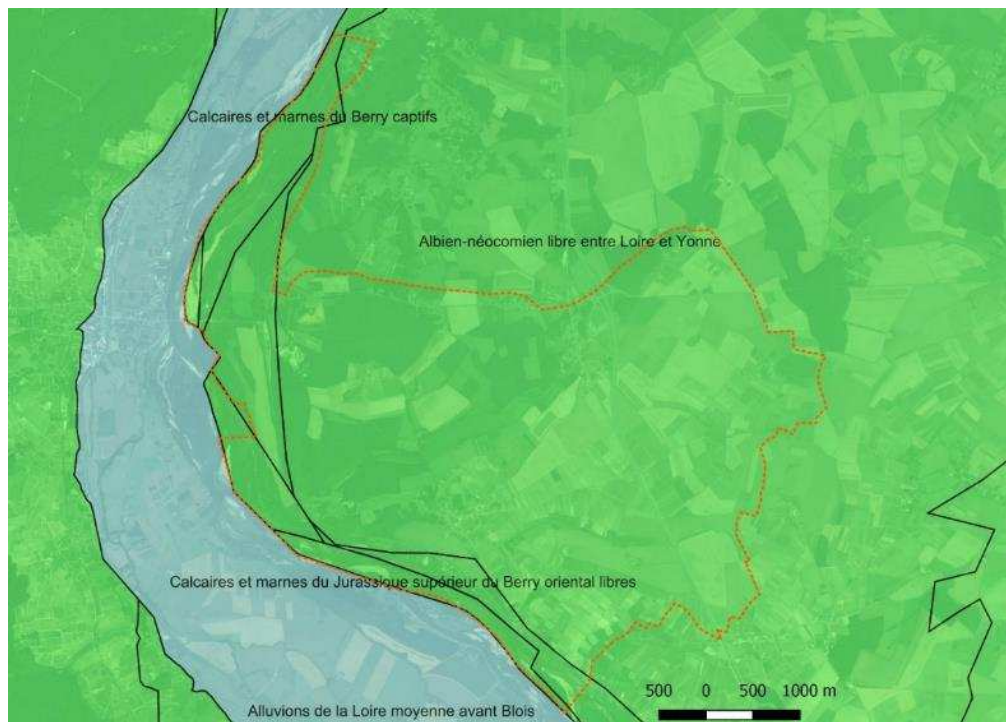 Calcaires et marnes du Berry captifs
Albien-néocomien libre entre Loire et Yonne
Calcaires et marnes du Jurassique supérieur du Berry oriental libres
500 0 500 1000 m
Alluvions de la Loire moyenne avant Blois